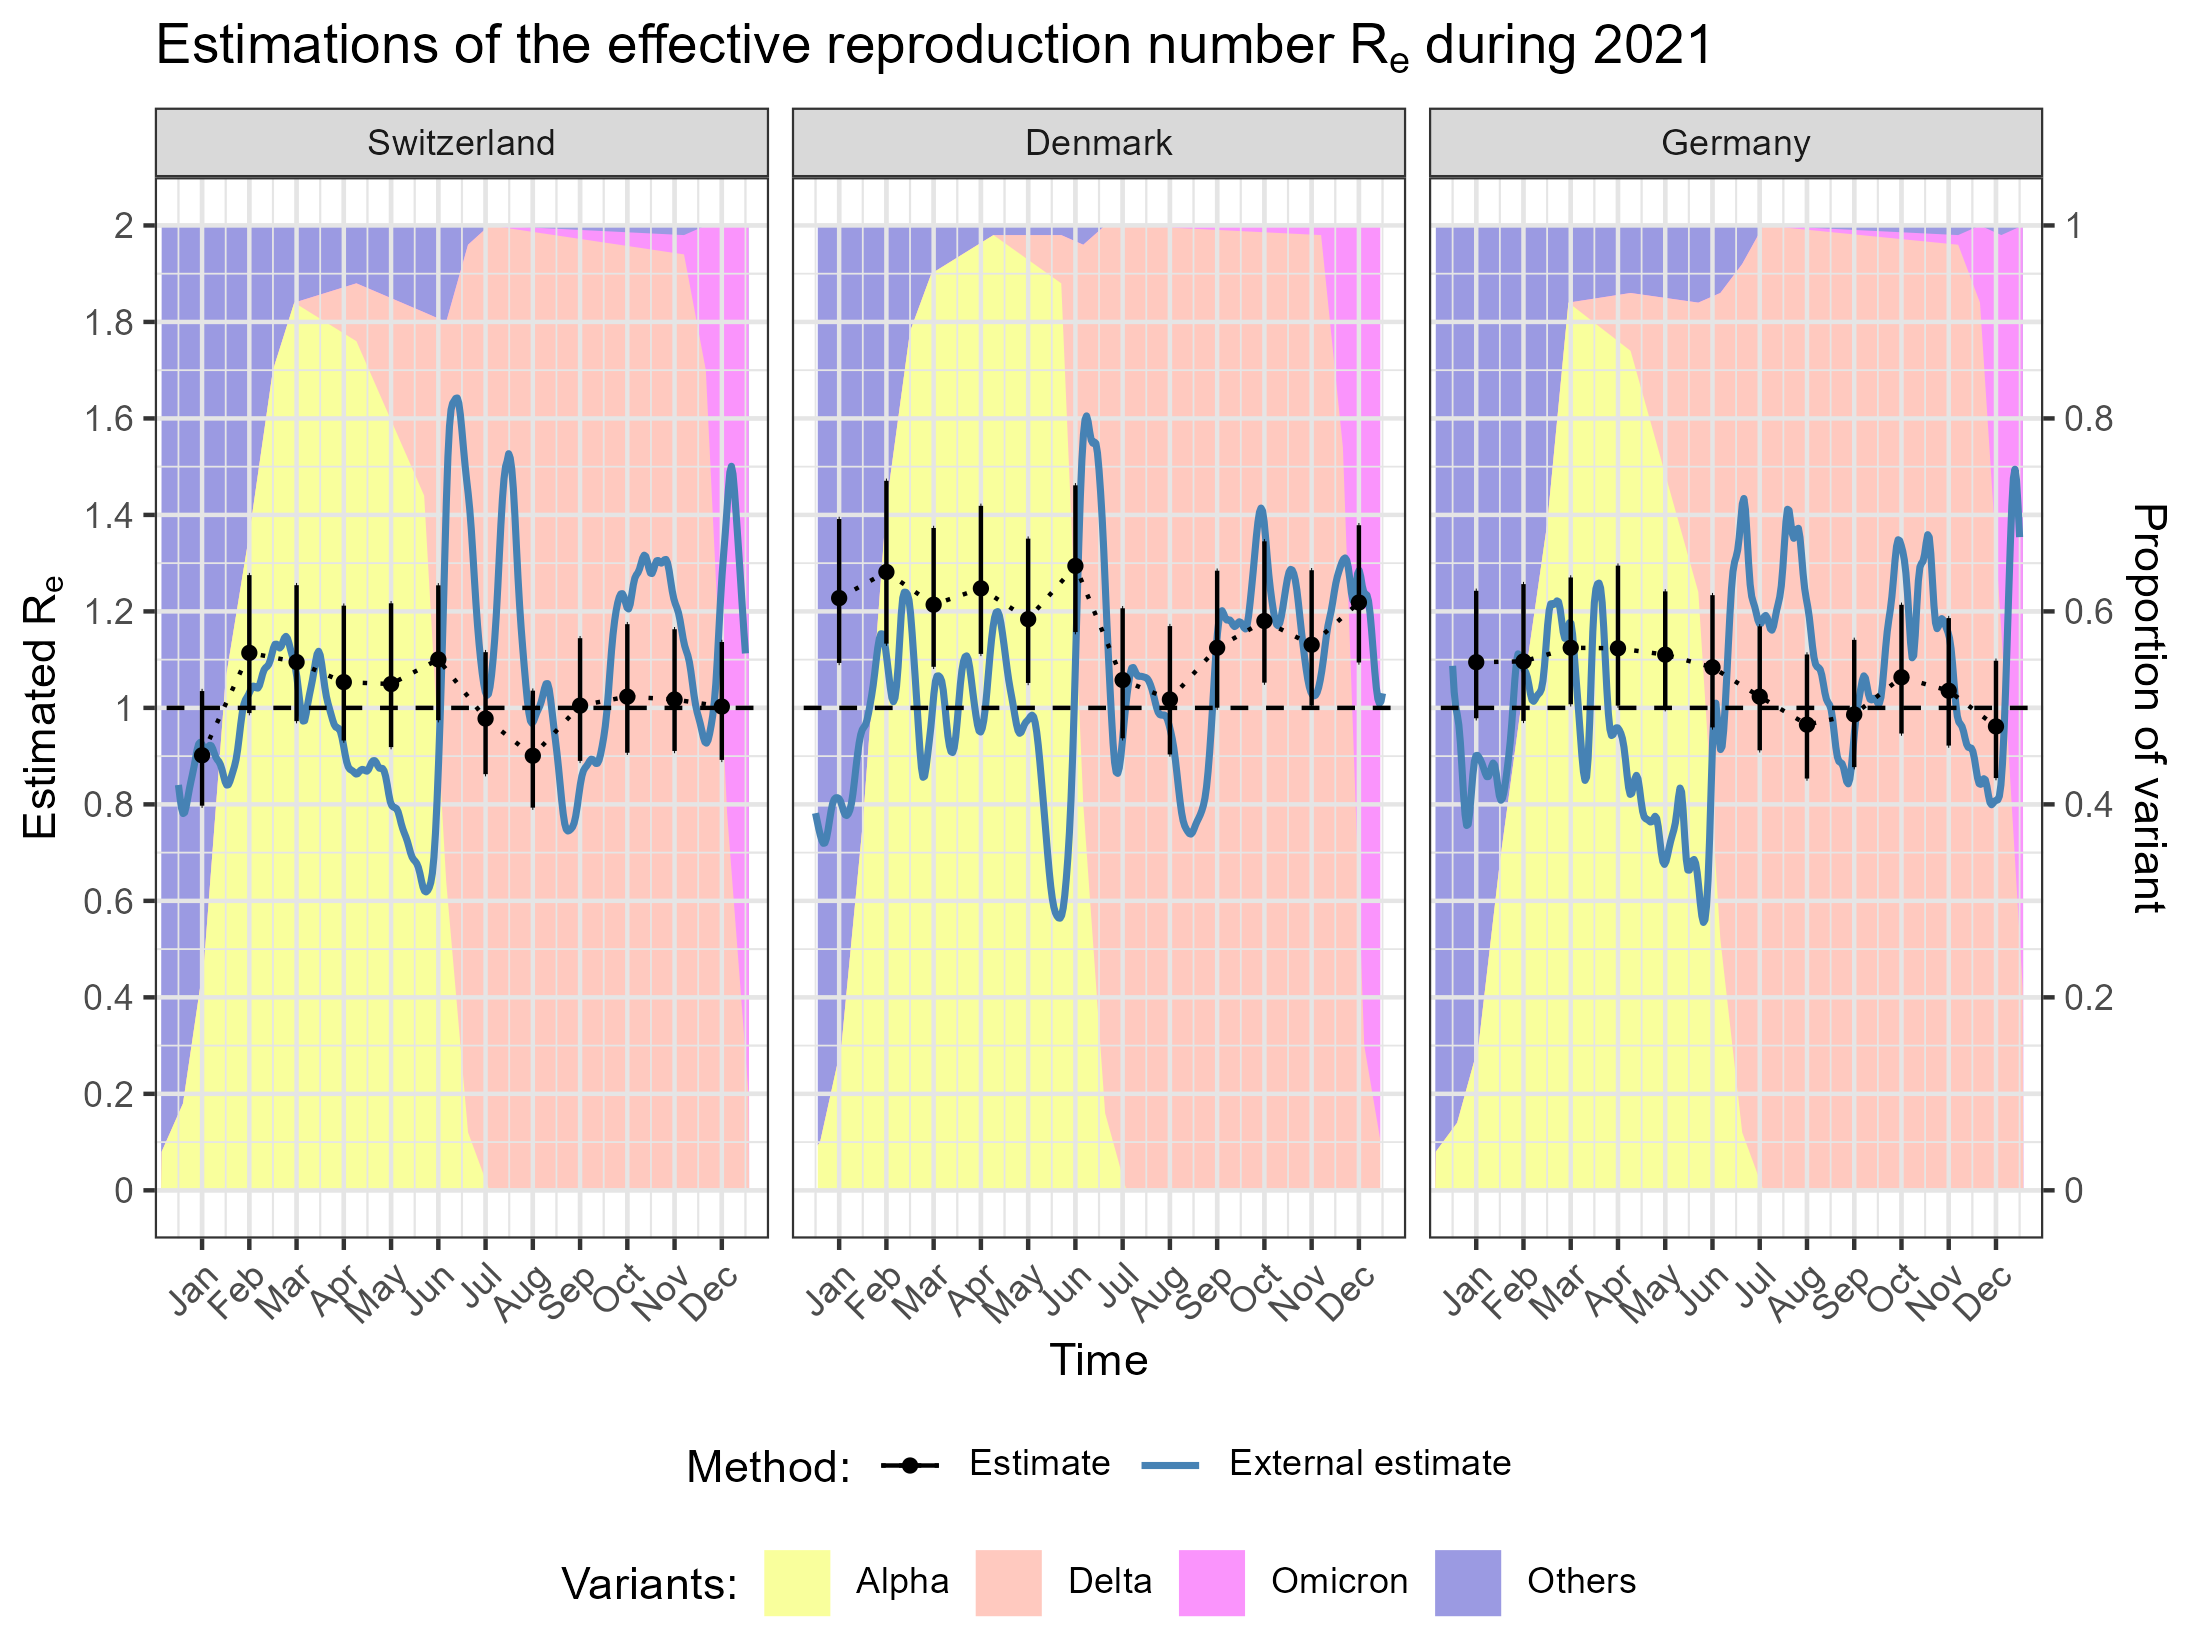 Estimations of the effective reproduction number Re during 2021
Switzerland
Denmark
Germany
Estimated Re
2
1.8
1.6
1.4
1.2
1
0.8
0.6
0.4
0.2
0
1
0.8
0.6
0.4
0.2
0
Proportion of variant
Jan Feb Mar Apr May Jun Jul Aug Sep Oct Nov Dec
Jan Feb Mar Apr May Jun Jul Aug Sep Oct Nov Dec
Jan Feb Mar Apr May Jun Jul Aug Sep Oct Nov Dec
Time
Method: Estimate External estimate
Variants: Alpha Delta Omicron Others